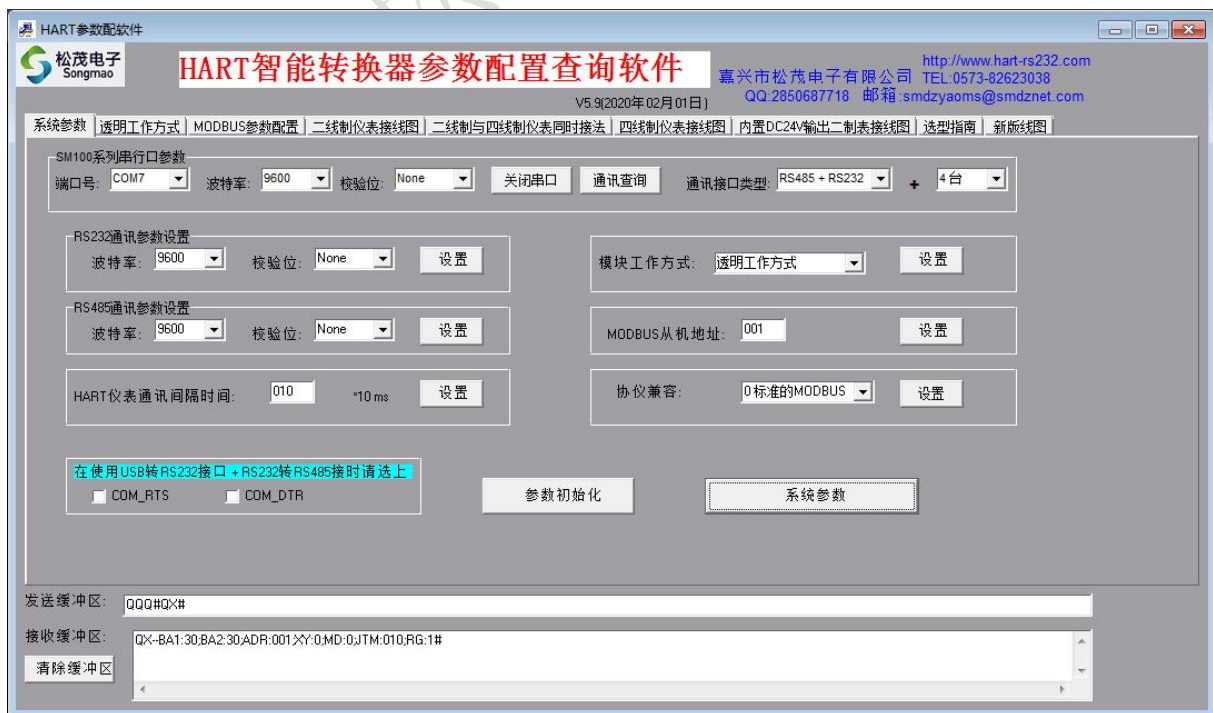 HART参数配软件
松茂电子
Songmao
HART智能转换器参数配置查询软件
http://www.hart-rs232.com
嘉兴市松茂电子有限公司 TEL:0573-82623038
V5.9(2020年02月01日)
QQ:2850687718 邮箱:smdzyaoms@smdznet.com
系统参数 透明工作方式 MODBUS参数配置 二线制仪表接线图 二线制与四线制仪表同时接法 四线制仪表接线图 内置DC24V输出二制表接线图 选型指南 新版线图
SM100系列串行口参数
端口号: COM7 波特率: 9600 校验位: None 关闭串口 通讯查询 通讯接口类型: RS485 + RS232 + 4台
RS232通讯参数设置
波特率: 9600 校验位: None 设置
模块工作方式: 透明工作方式 设置
RS485通讯参数设置
波特率: 9600 校验位: None 设置
MODBUS从机地址: 001 设置
HART仪表通讯间隔时间: 010 *10 ms 设置
协仪兼容: 0标准的MODBUS 设置
在使用USB转RS232接口 + RS232转RS485接时请选上
COM_RTS COM_DTR
参数初始化 系统参数
发送缓冲区: QQQ#QX#
接收缓冲区: QX--BA1:30;BA2:30;ADR:001;XY:0;MD:0;JTM:010;RG:1#
清除缓冲区